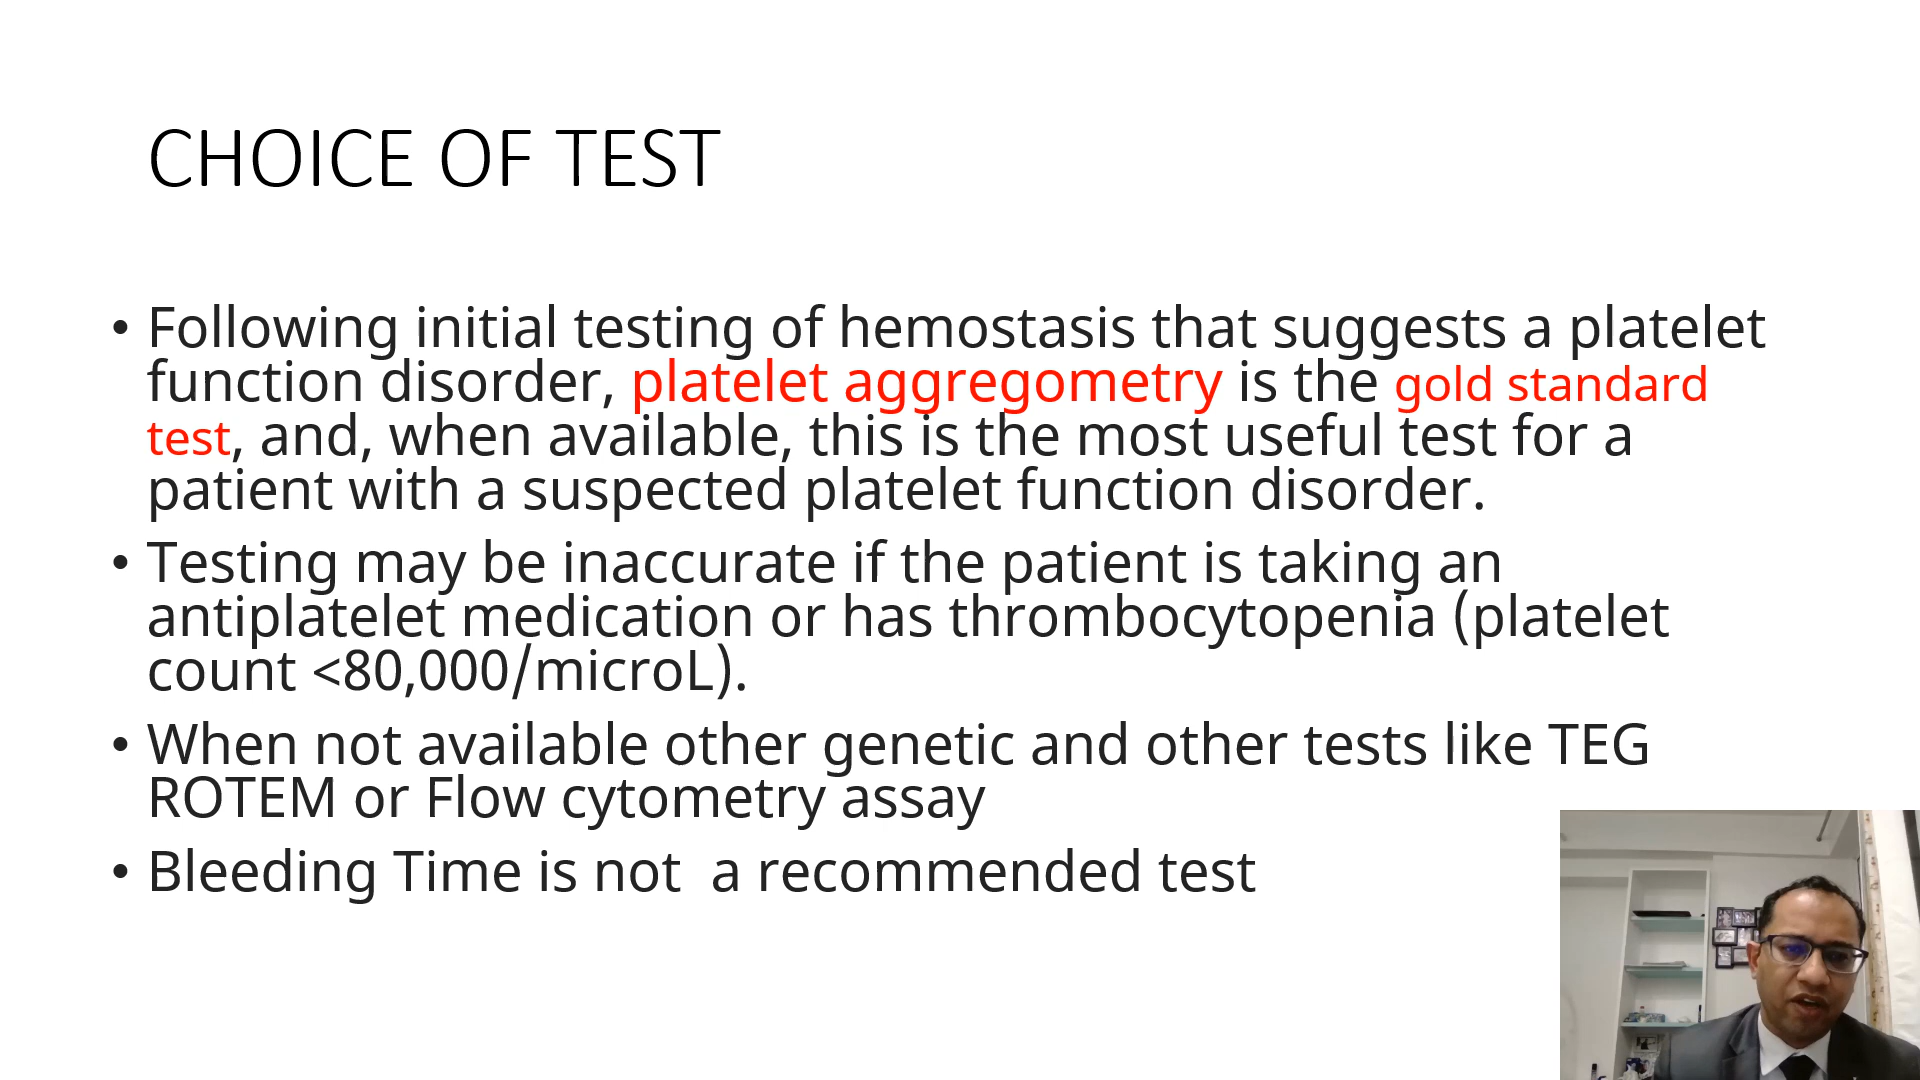 CHOICE OF TEST
• Following initial testing of hemostasis that suggests a platelet
function disorder, platelet aggregometry is the gold standard
test, and, when available, this is the most useful test for a
patient with a suspected platelet function disorder.
• Testing may be inaccurate if the patient is taking an
antiplatelet medication or has thrombocytopenia (platelet
count <80,000/microL).
• When not available other genetic and other tests like TEG
ROTEM or Flow cytometry assay
• Bleeding Time is not  a recommended test